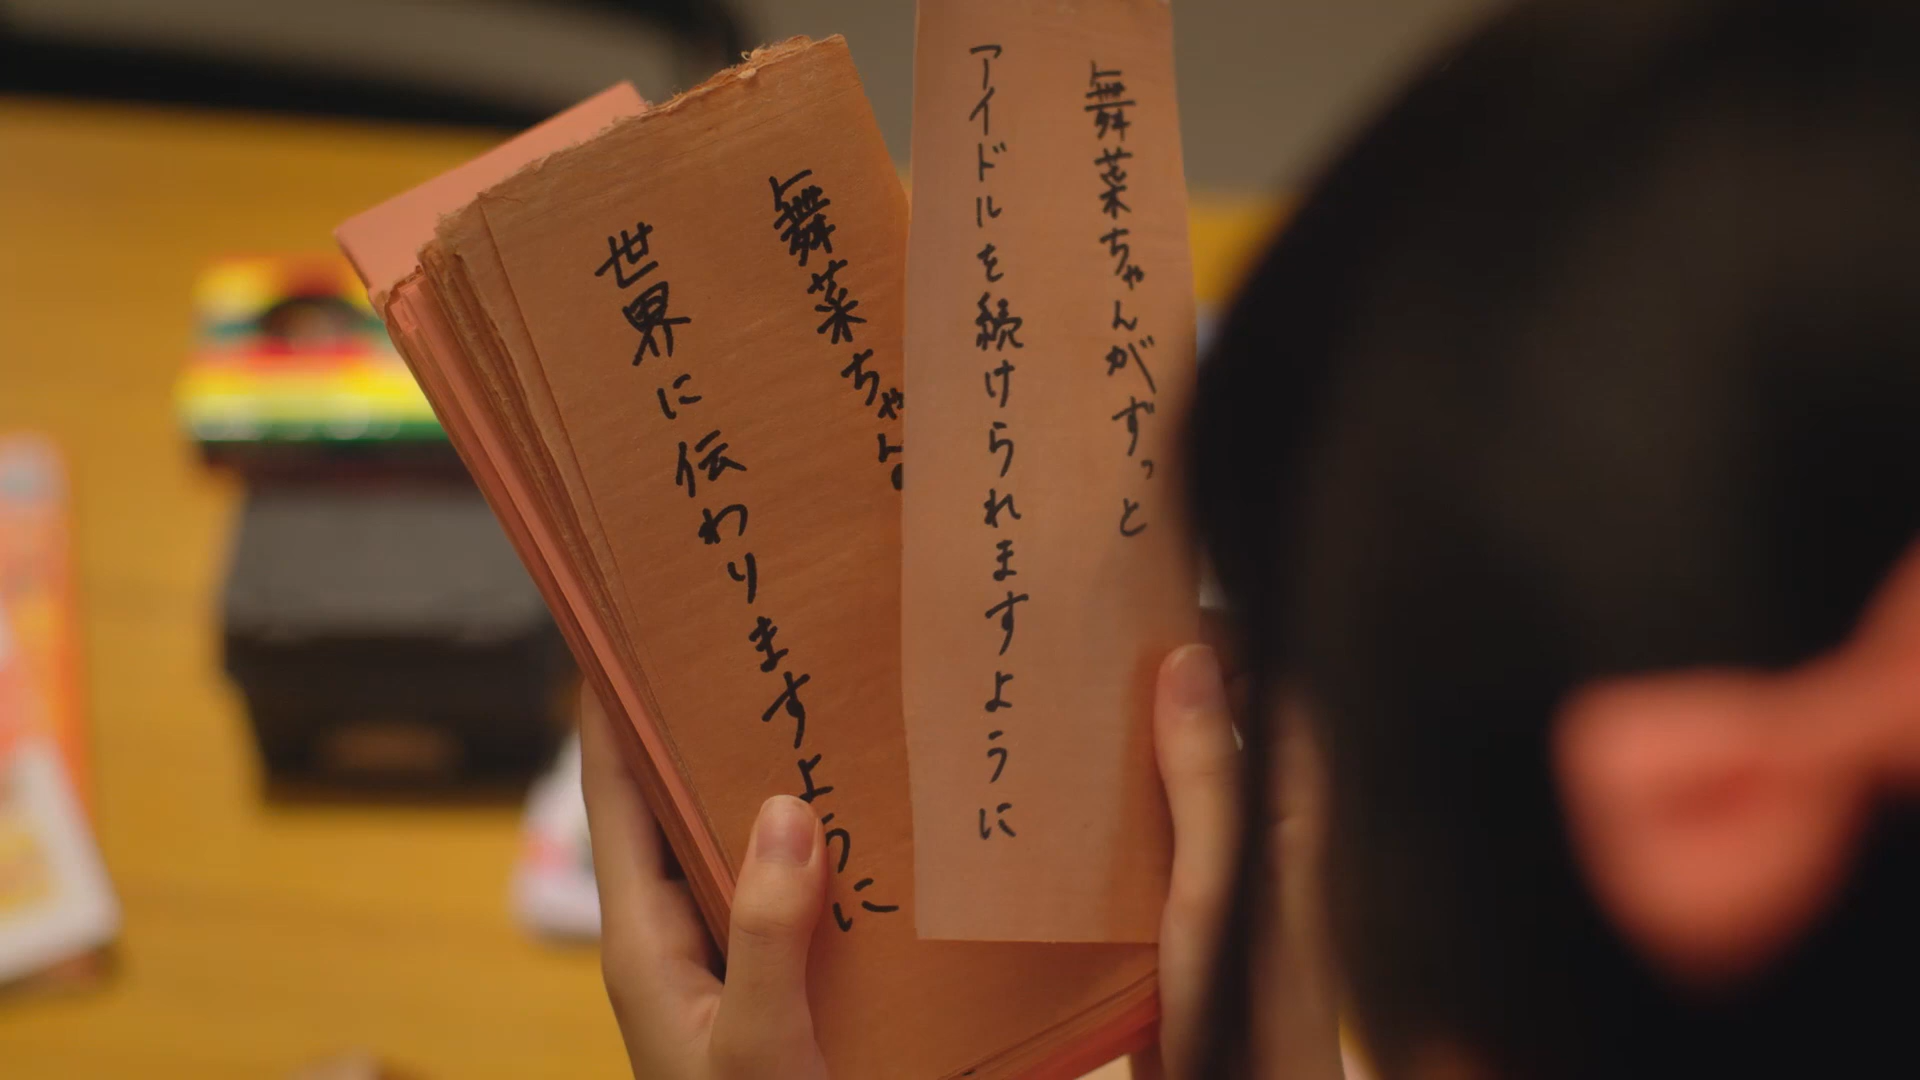 舞菜ちゃんがずっと
アイドルを続けられますように
舞菜ちゃん
世界に伝わりますように